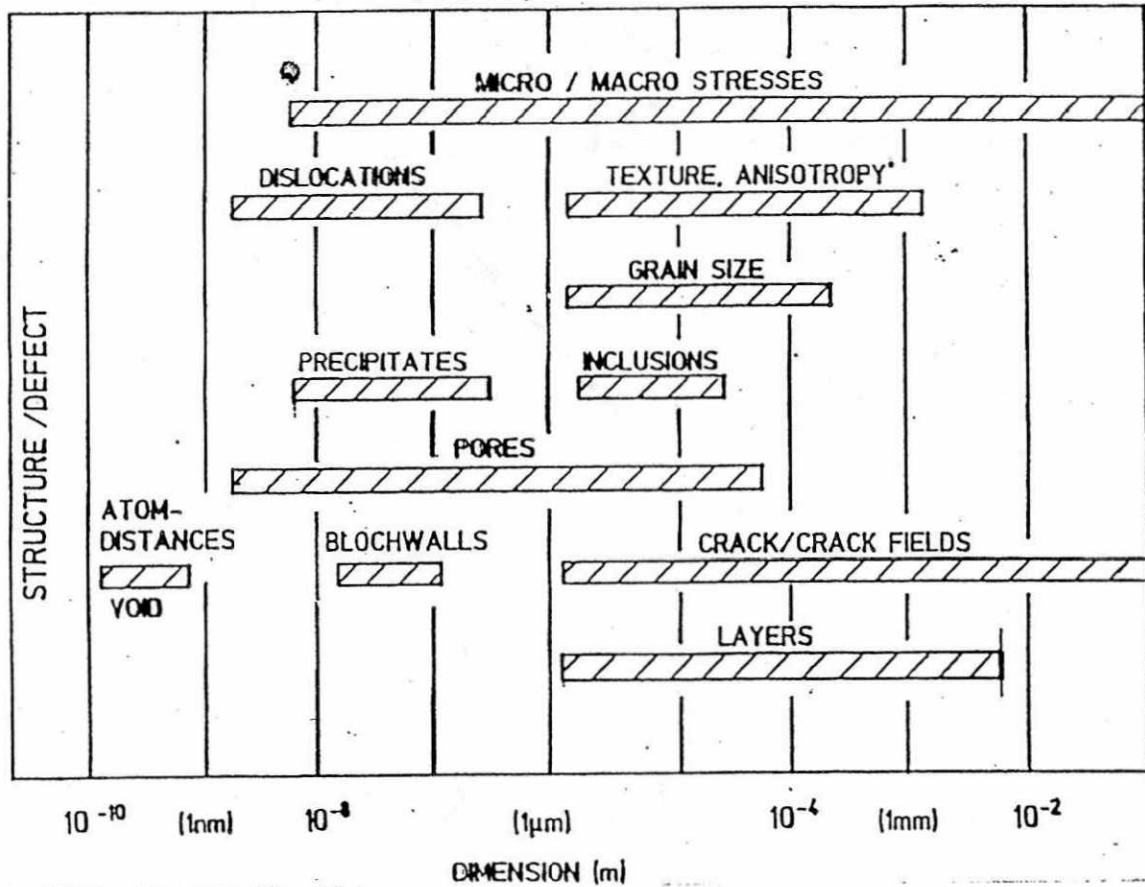 MICRO / MACRO STRESSES
DISLOCATIONS
TEXTURE, ANISOTROPY
GRAIN SIZE
PRECIPITATES
INCLUSIONS
PORES
ATOM-
DISTANCES
BLOCHWALLS
CRACK/CRACK FIELDS
VOID
LAYERS
STRUCTURE /DEFECT
10⁻¹⁰ (1nm) 10⁻⁸ (1µm) 10⁻⁴ (1mm) 10⁻²
DIMENSION (m)